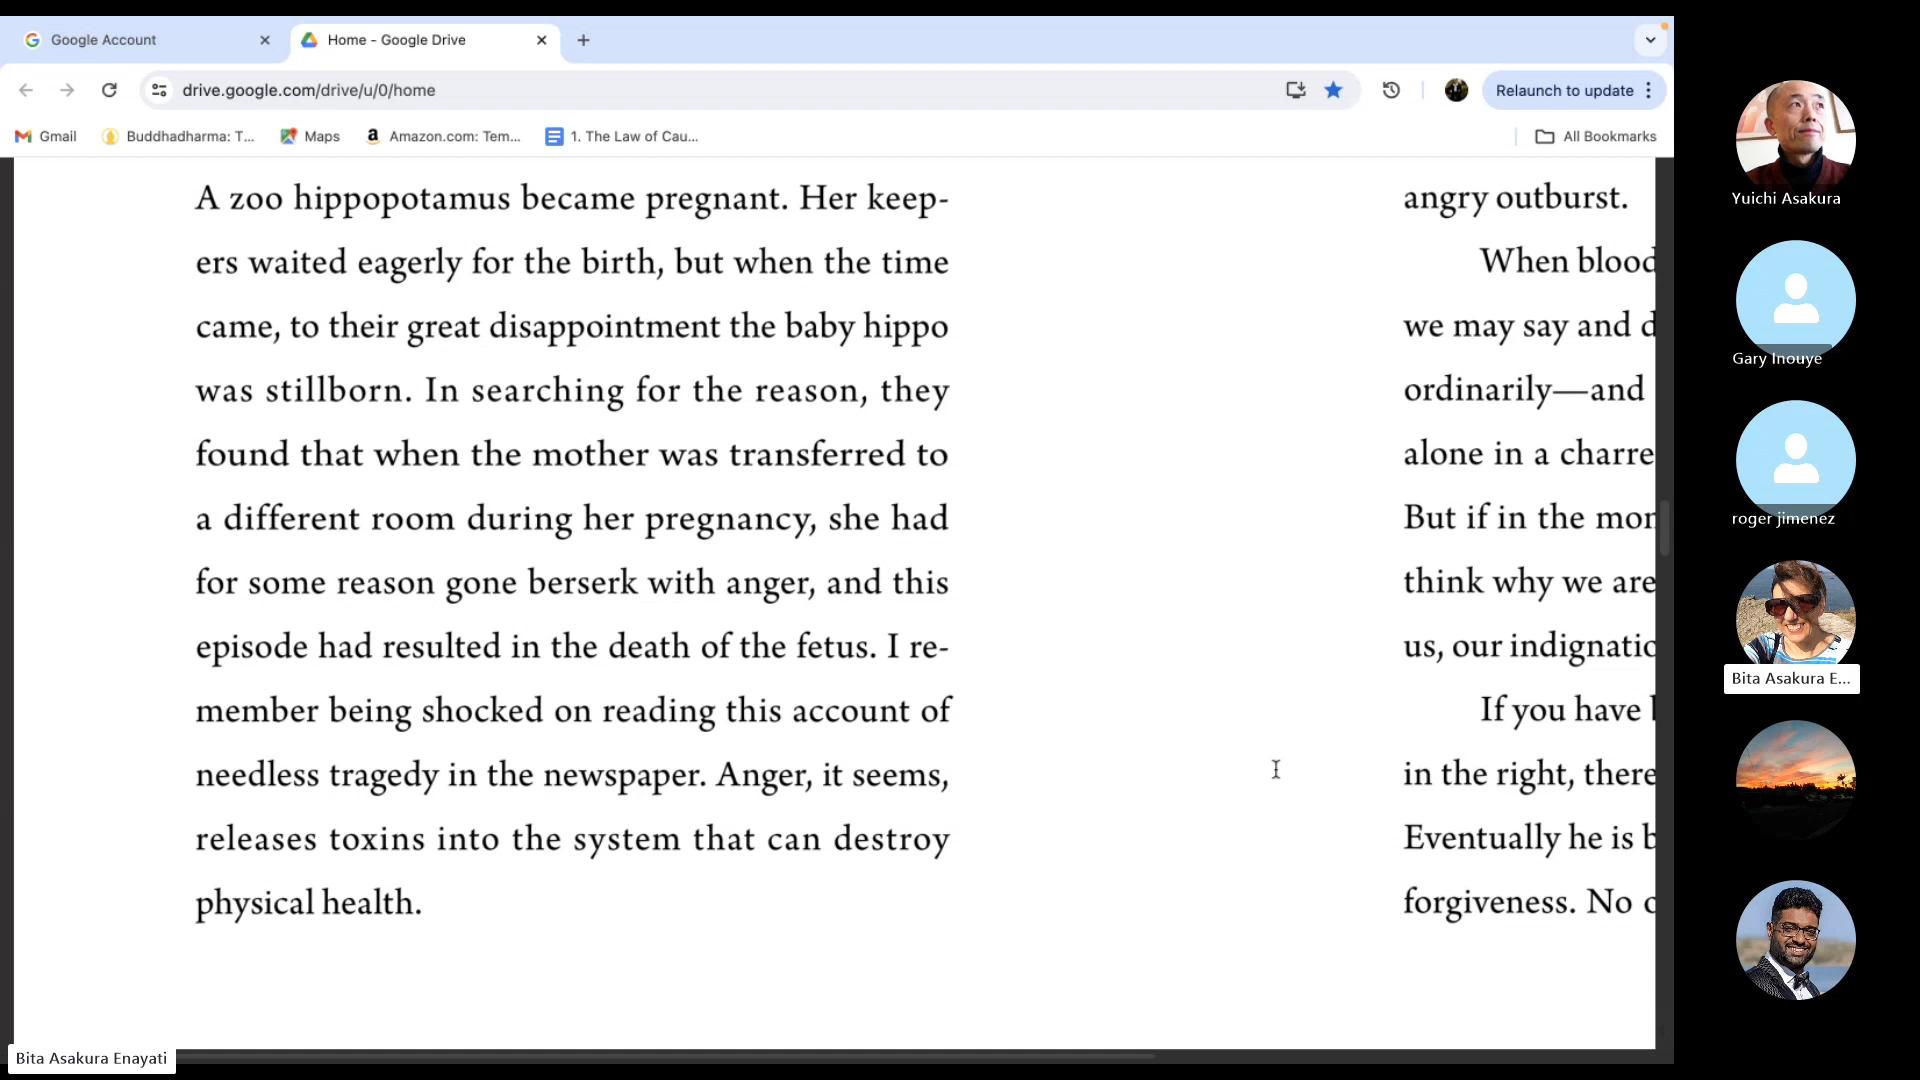 Google Account
Home - Google Drive
drive.google.com/drive/u/0/home
Relaunch to update
Gmail
Buddhadharma: T...
Maps
Amazon.com: Tem...
1. The Law of Cau...
All Bookmarks
A zoo hippopotamus became pregnant. Her keep-
ers waited eagerly for the birth, but when the time
came, to their great disappointment the baby hippo
was stillborn. In searching for the reason, they
found that when the mother was transferred to
a different room during her pregnancy, she had
for some reason gone berserk with anger, and this
episode had resulted in the death of the fetus. I re-
member being shocked on reading this account of
needless tragedy in the newspaper. Anger, it seems,
releases toxins into the system that can destroy
physical health.
angry outburst.
When blood
we may say and d
ordinarily—and
alone in a charre
But if in the mo
think why we are
us, our indignatio
If you have
in the right, there
Eventually he is b
forgiveness. No
Yuichi Asakura
Gary Inouye
roger jimenez
Bita Asakura E...
Bita Asakura Enayati